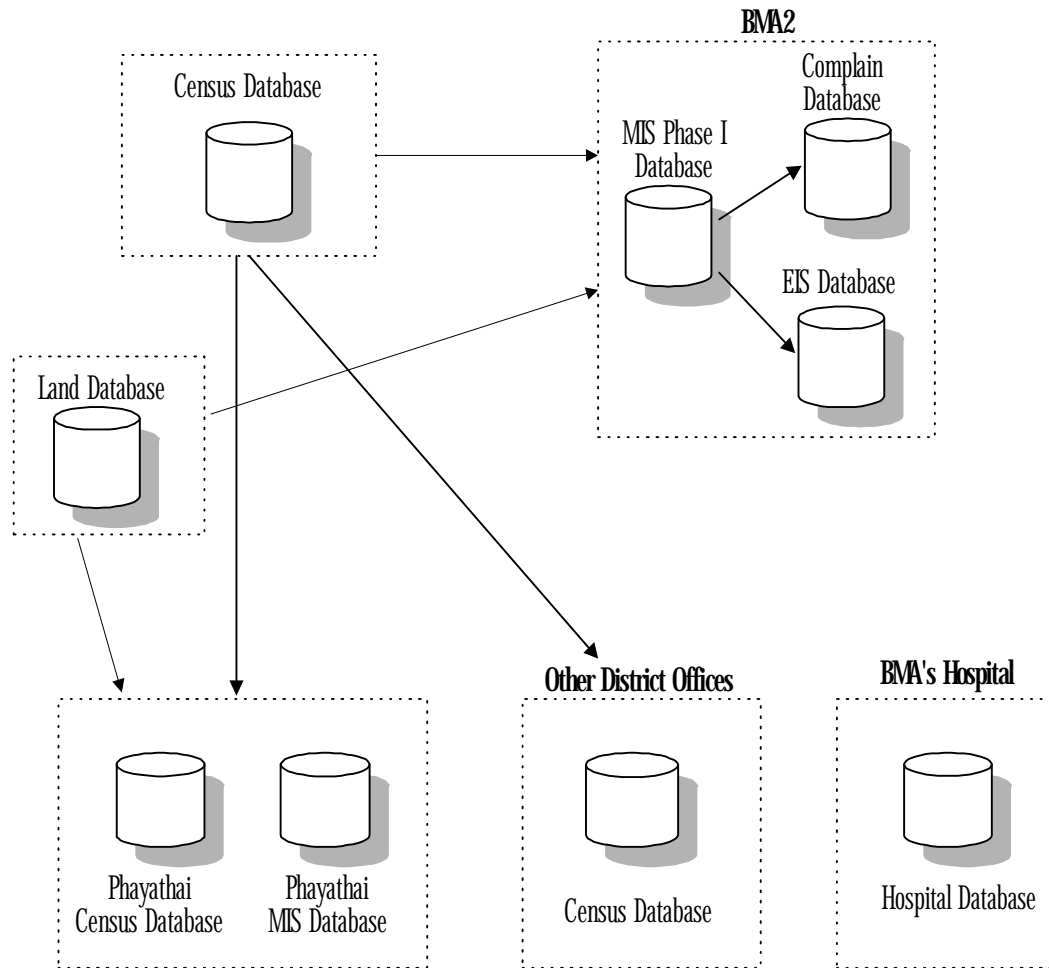 BMA2
Census Database
Complain
Database
MIS Phase I
Database
EIS Database
Land Database
Other District Offices
BMA's Hospital
Phayathai
Census Database
Phayathai
MIS Database
Census Database
Hospital Database